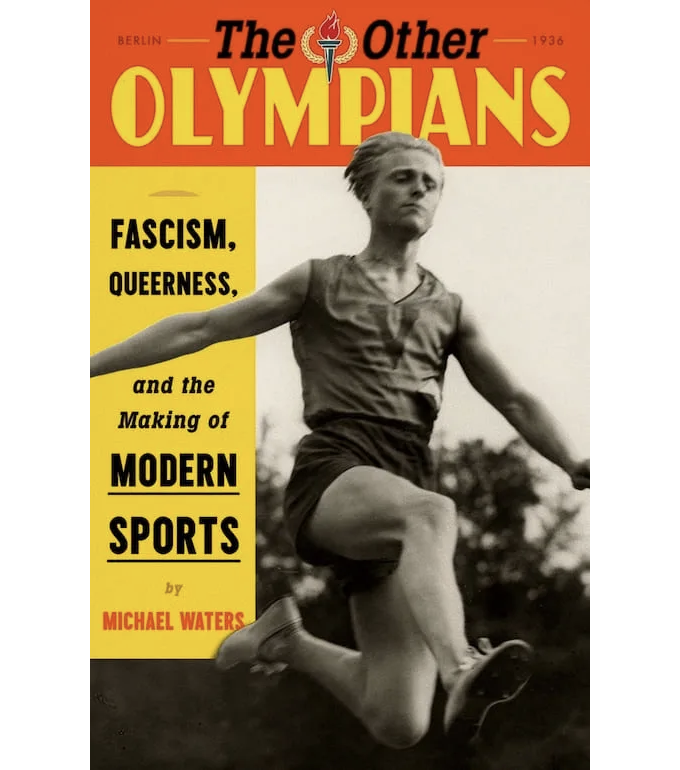 BERLIN The Other 1936
OLYMPIANS
FASCISM,
QUEERNESS,
and the
Making of
MODERN
SPORTS
by
MICHAEL WATERS